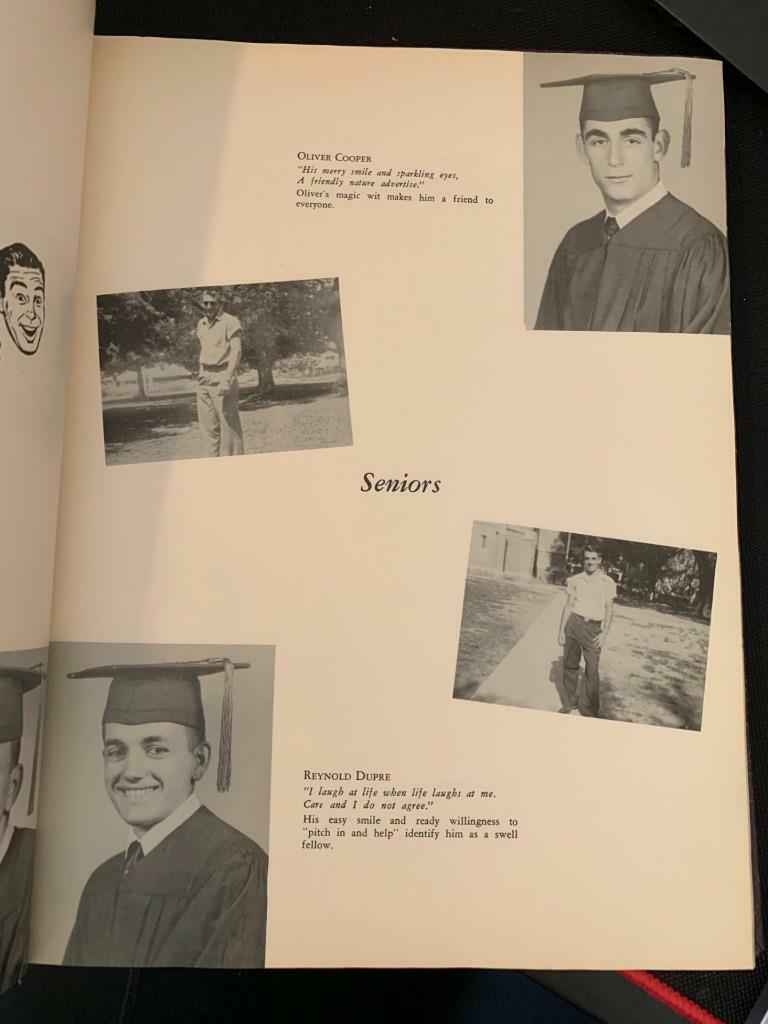 OLIVER COOPER
"His merry smile and sparkling eyes,
A friendly nature advertise."
Oliver's magic wit makes him a friend to
everyone.
Seniors
REYNOLD DUPRE
"I laugh at life when life laughs at me.
Care and I do not agree."
His easy smile and ready willingness to
"pitch in and help" identify him as a swell
fellow.